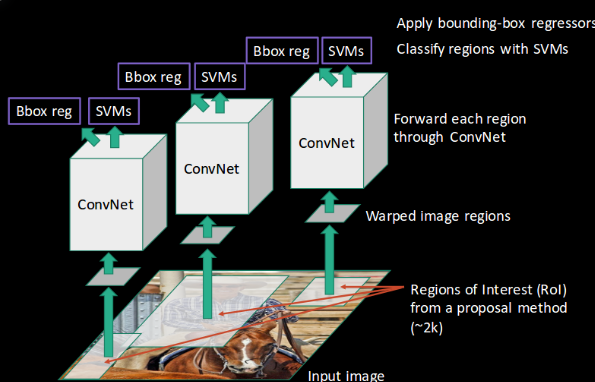 Apply bounding-box regressors
Bbox reg SVMs Classify regions with SVMs
Bbox reg SVMs
Bbox reg SVMs
Forward each region
through ConvNet
ConvNet
ConvNet
ConvNet
Warped image regions
Regions of Interest (RoI)
from a proposal method
(~2k)
Input image